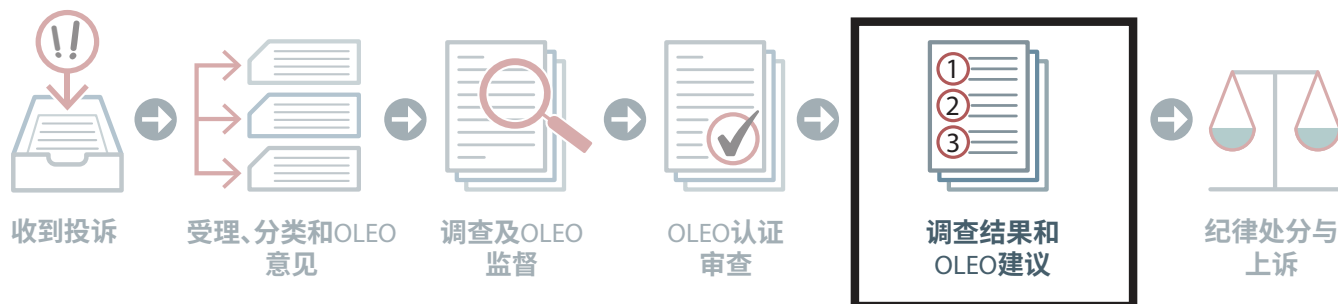 !!
1
2
3
收到投诉
受理、分类和OLEO
意见
调查及OLEO
监督
OLEO认证
审查
调查结果和
OLEO建议
纪律处分与
上诉